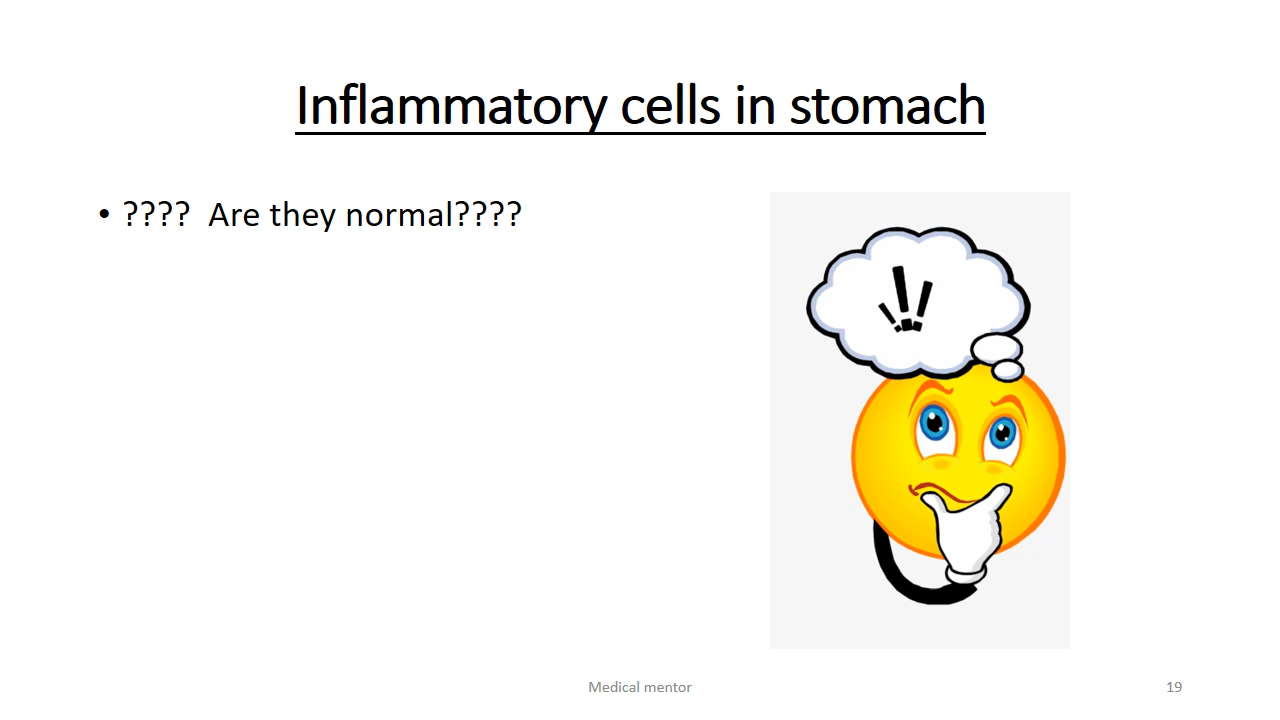 Inflammatory cells in stomach
• ???? Are they normal????
!!!
Medical mentor
19